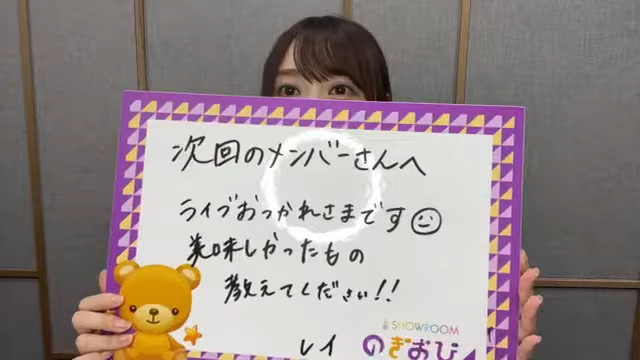 次回のメンバーさんへ
ライブおつかれさまです
美味しかったもの
教えてください!!
レイ
SHOWROOM
のぎおび